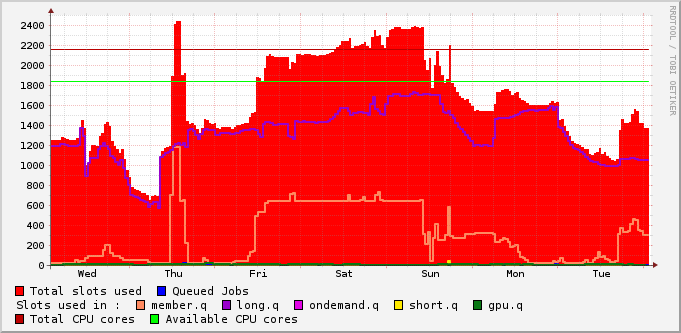 2400
2200
2000
1800
1600
1400
1200
1000
800
600
400
200
0
Wed Thu Fri Sat Sun Mon Tue
RRDTOOL / TOBI OETIKER
Total slots used Queued Jobs
Slots used in : member.q long.q ondemand.q short.q gpu.q
Total CPU cores Available CPU cores